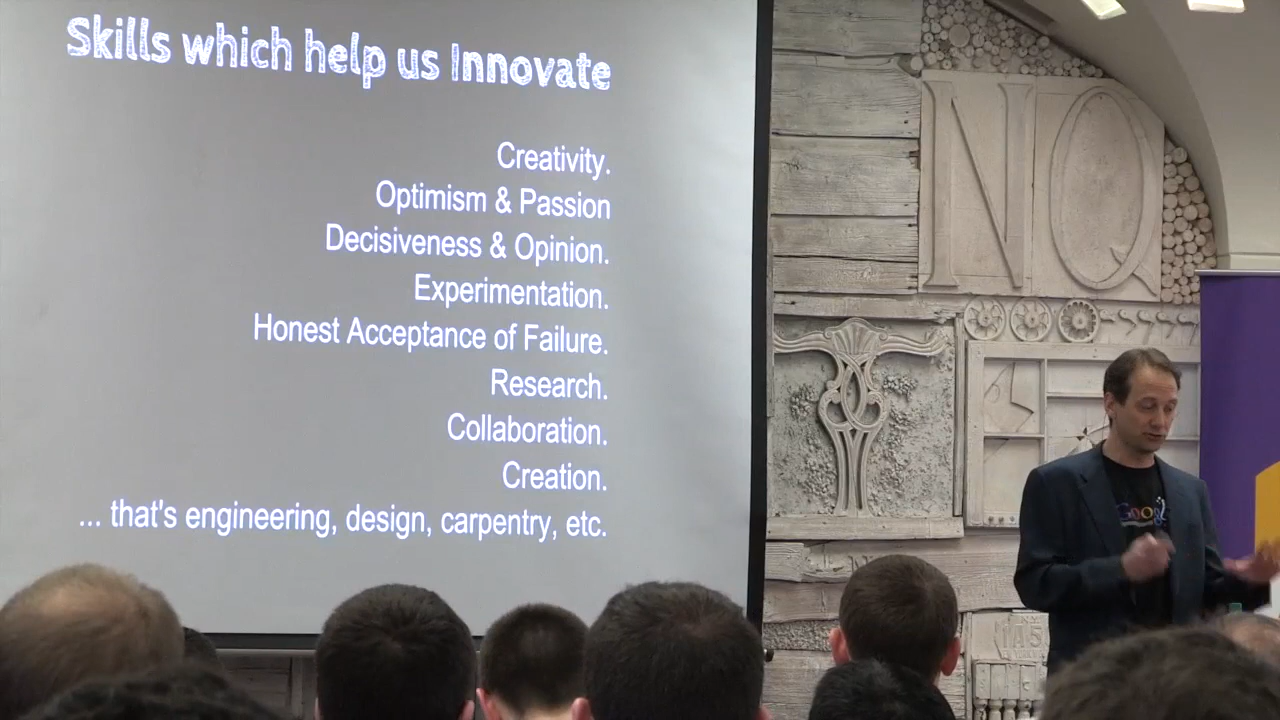 Skills which help us Innovate
Creativity.
Optimism & Passion
Decisiveness & Opinion.
Experimentation.
Honest Acceptance of Failure.
Research.
Collaboration.
Creation.
... that's engineering, design, carpentry, etc.
NQ
Google